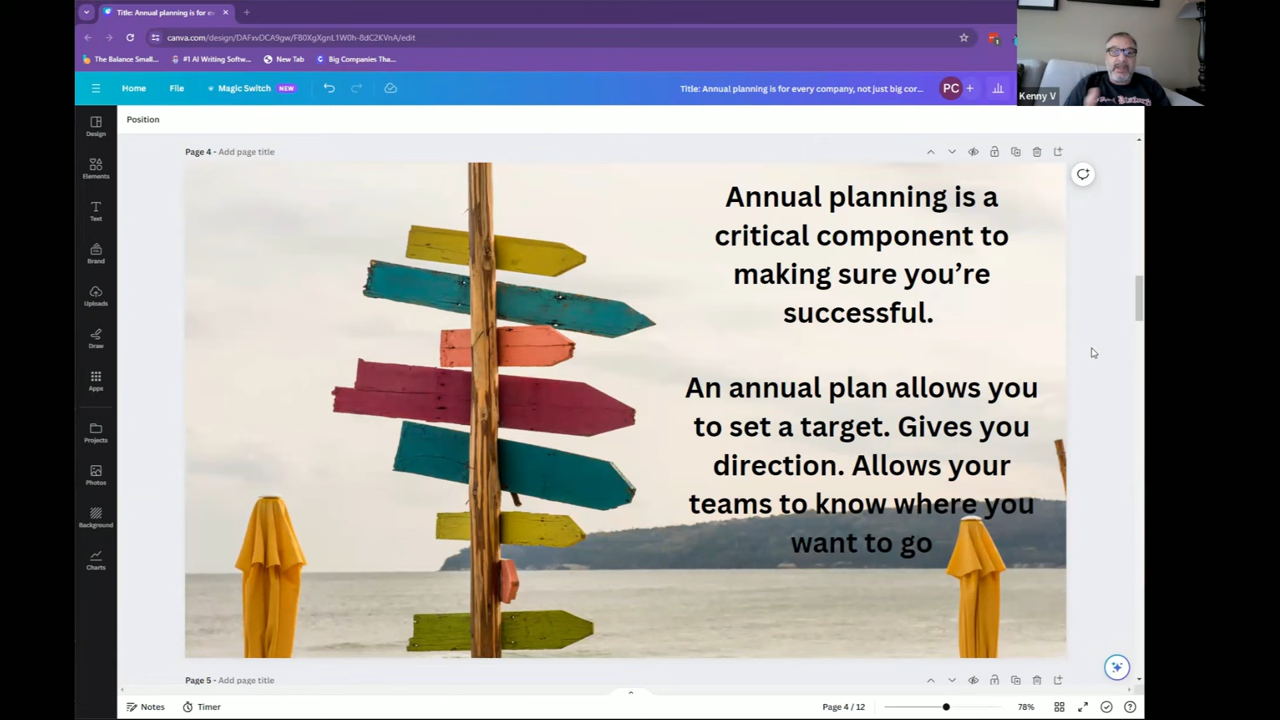 Title: Annual planning is for ev
canva.com/design/DAFxvDCA9gw/FB0XgXgnL1W0h-8dC2KVnA/edit
The Balance Small...
#1 AI Writing Softw...
New Tab
Big Companies Tha...
Home
File
Magic Switch
NEW
Title: Annual planning is for every company, not just big cor...
PC
Kenny V
Position
Design
Elements
Text
Brand
Uploads
Draw
Apps
Projects
Photos
Background
Charts
Page 4 - Add page title
Annual planning is a
critical component to
making sure you’re
successful.
An annual plan allows you
to set a target. Gives you
direction. Allows your
teams to know where you
want to go
Page 5 - Add page title
Notes
Timer
Page 4 / 12
78%